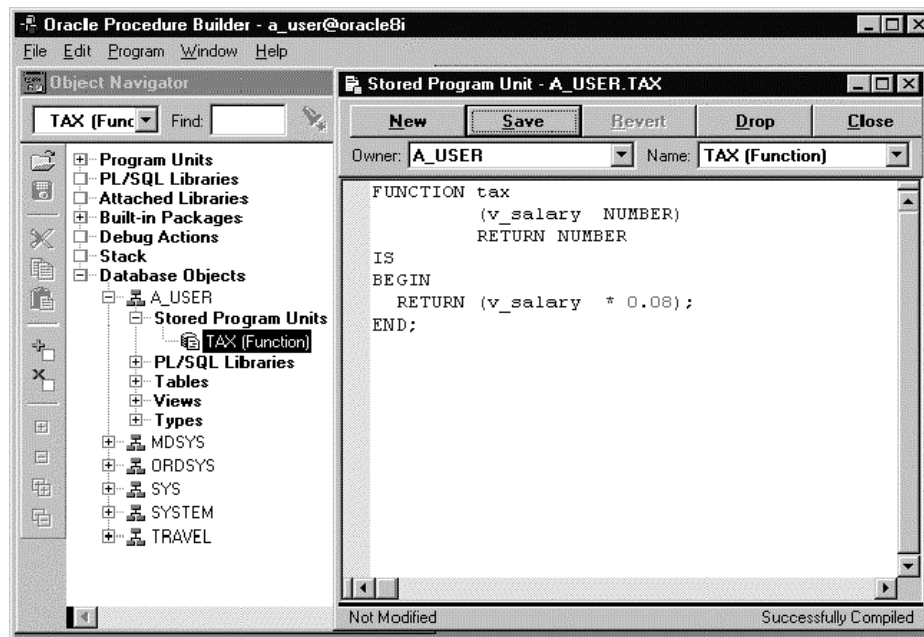 Oracle Procedure Builder - a_user@oracle8i
File Edit Program Window Help
Object Navigator
TAX (Func Find:
Program Units
PL/SQL Libraries
Attached Libraries
Built-in Packages
Debug Actions
Stack
Database Objects
A_USER
Stored Program Units
TAX (Function)
PL/SQL Libraries
Tables
Views
Types
MDSYS
ORDSYS
SYS
SYSTEM
TRAVEL
Stored Program Unit - A_USER.TAX
New Save Revert Drop Close
Owner: A_USER Name: TAX (Function)
FUNCTION tax
(v_salary NUMBER)
RETURN NUMBER
IS
BEGIN
RETURN (v_salary * 0.08);
END;
Not Modified Successfully Compiled